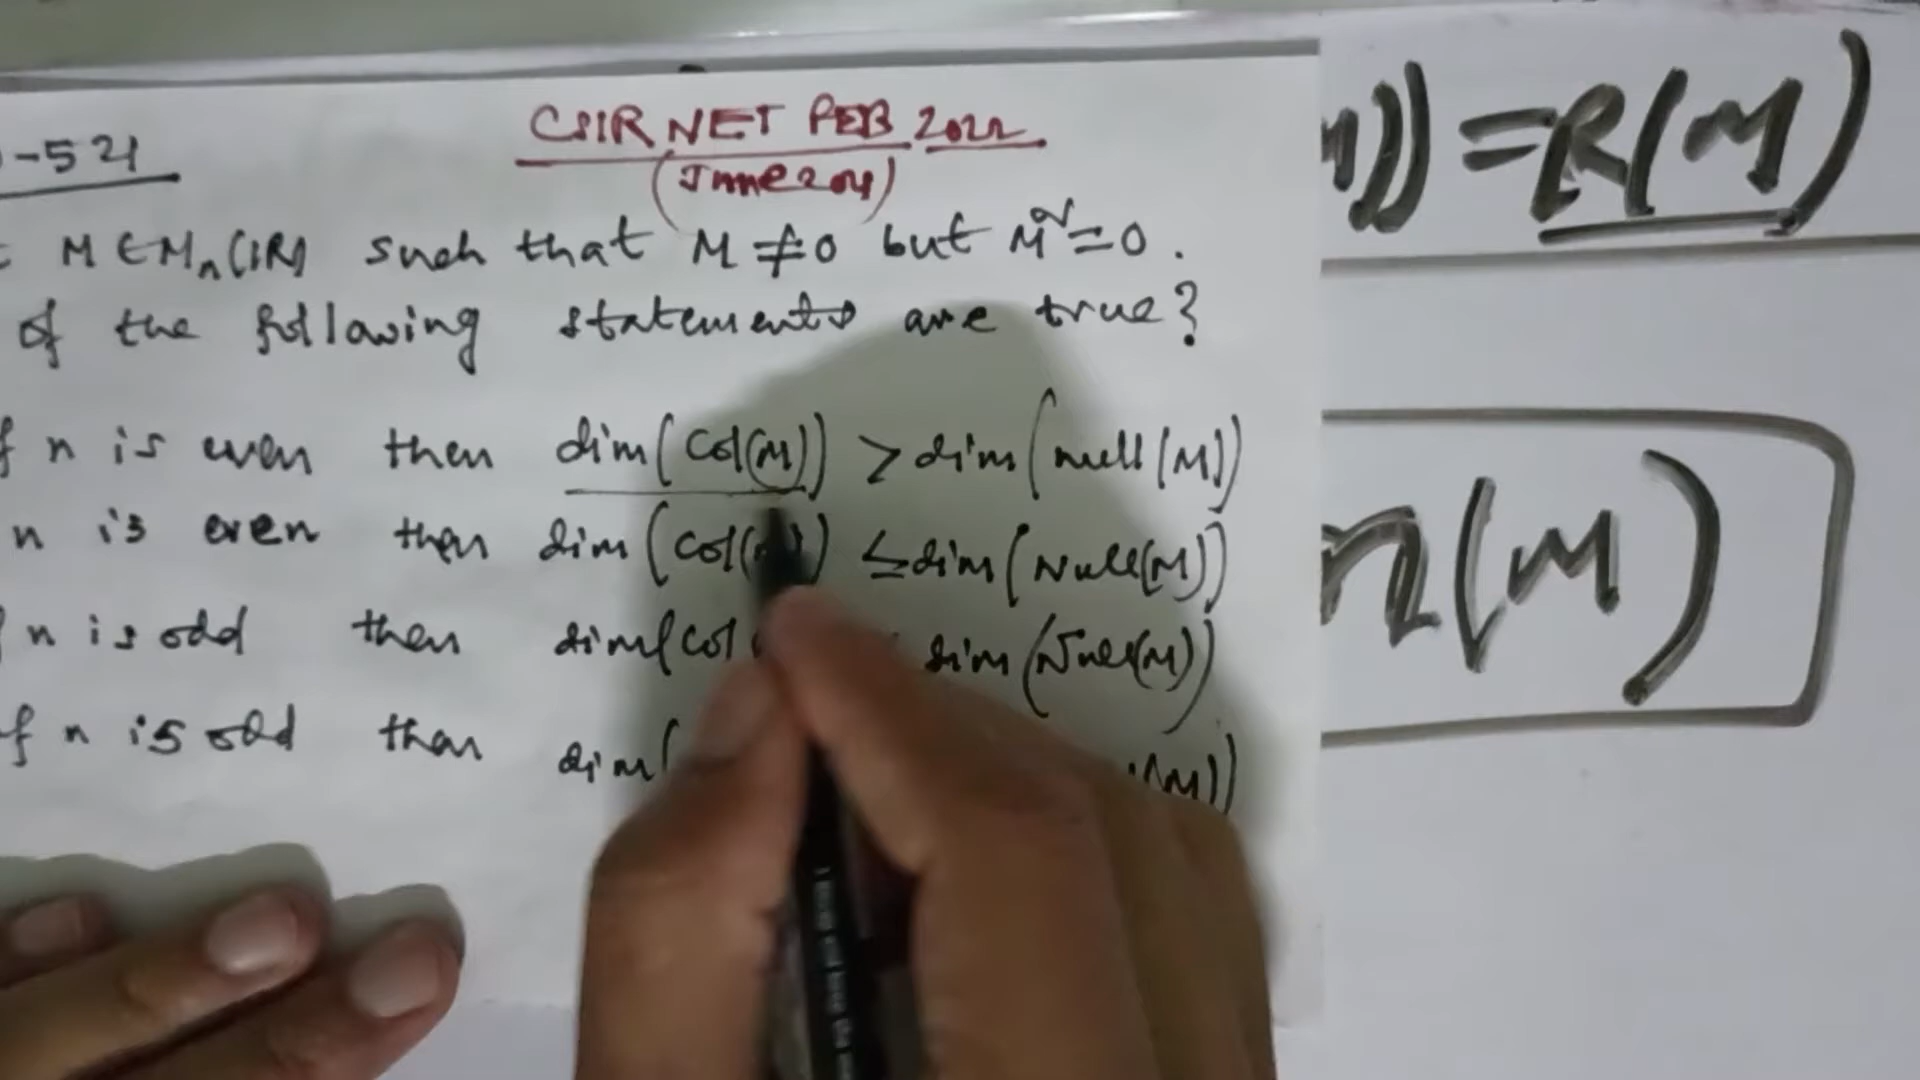 -521
CSIR NET FEB 2022
(June 2021)
M ∈ Mn(IR) such that M ≠ 0 but M² = 0.
of the following statements are true?
f n is even then dim(Col(M)) > dim(null(M))
n is even then dim(Col( )) ≤ dim(Null(M))
n is odd then dim(Col dim(Null(M))
f n is odd then dim( (M))
)) = R(M)
n(M)